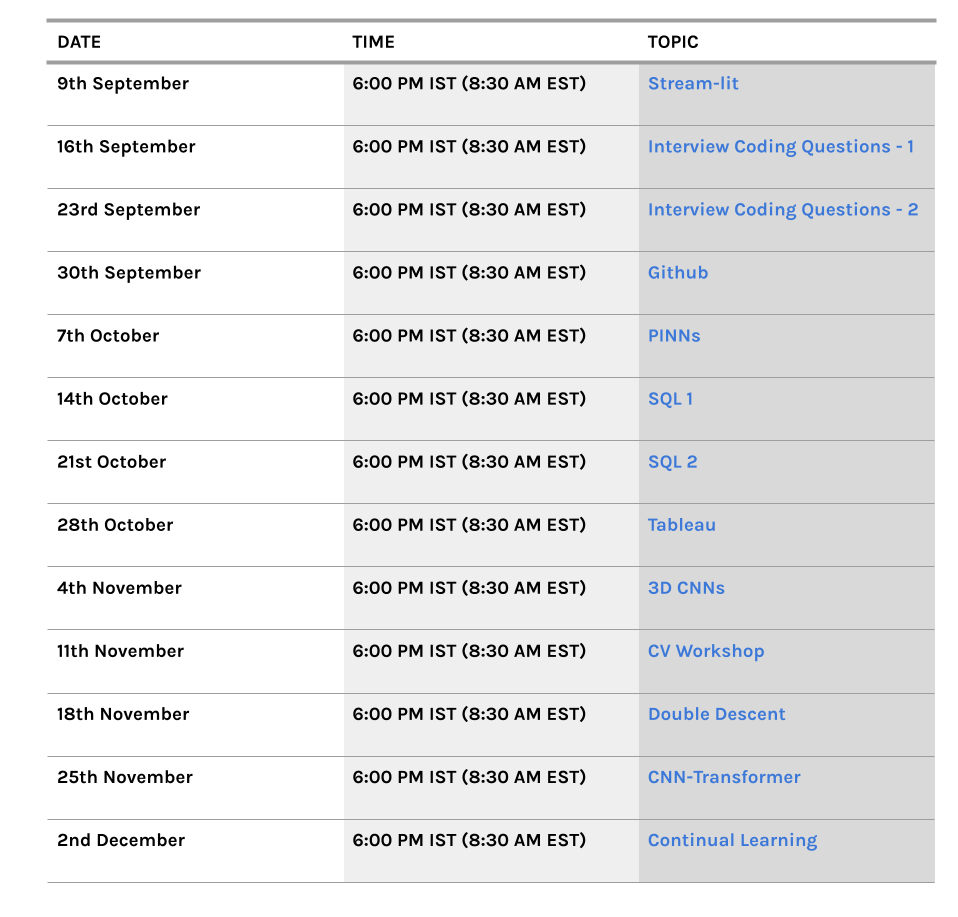 DATE TIME TOPIC
9th September 6:00 PM IST (8:30 AM EST) Stream-lit
16th September 6:00 PM IST (8:30 AM EST) Interview Coding Questions - 1
23rd September 6:00 PM IST (8:30 AM EST) Interview Coding Questions - 2
30th September 6:00 PM IST (8:30 AM EST) Github
7th October 6:00 PM IST (8:30 AM EST) PINNs
14th October 6:00 PM IST (8:30 AM EST) SQL 1
21st October 6:00 PM IST (8:30 AM EST) SQL 2
28th October 6:00 PM IST (8:30 AM EST) Tableau
4th November 6:00 PM IST (8:30 AM EST) 3D CNNs
11th November 6:00 PM IST (8:30 AM EST) CV Workshop
18th November 6:00 PM IST (8:30 AM EST) Double Descent
25th November 6:00 PM IST (8:30 AM EST) CNN-Transformer
2nd December 6:00 PM IST (8:30 AM EST) Continual Learning